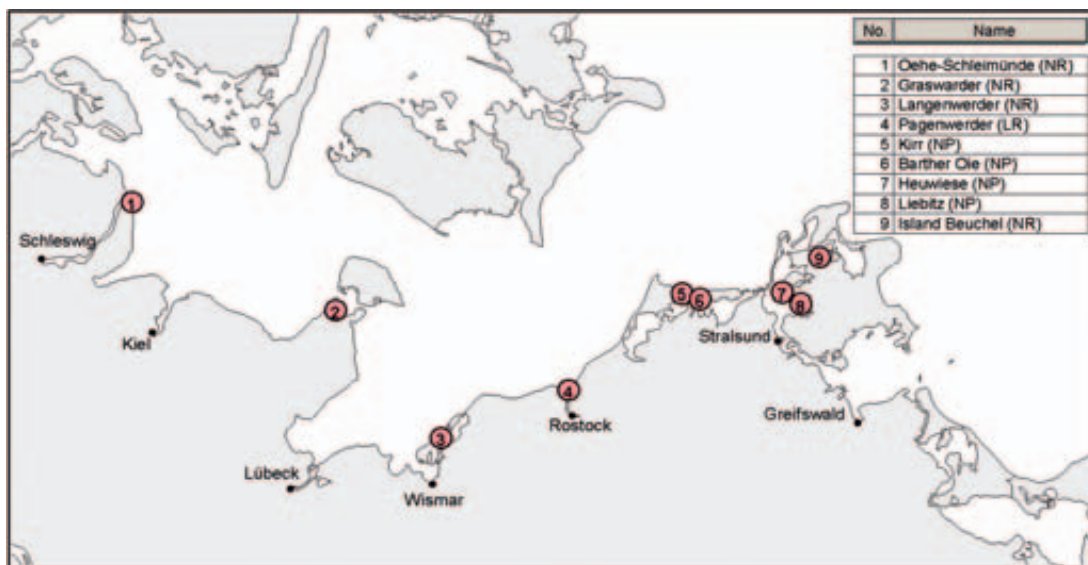 No. Name
1 Oehe-Schleimünde (NR)
2 Graswarder (NR)
3 Langenwerder (NR)
4 Pagenwerder (LR)
5 Kirr (NP)
6 Barther Oie (NP)
7 Heuwiese (NP)
8 Liebitz (NP)
9 Island Beuchel (NR)
1
Schleswig
9
2
5
6
7
8
Kiel
Stralsund
4
Rostock
Greifswald
3
Lübeck
Wismar